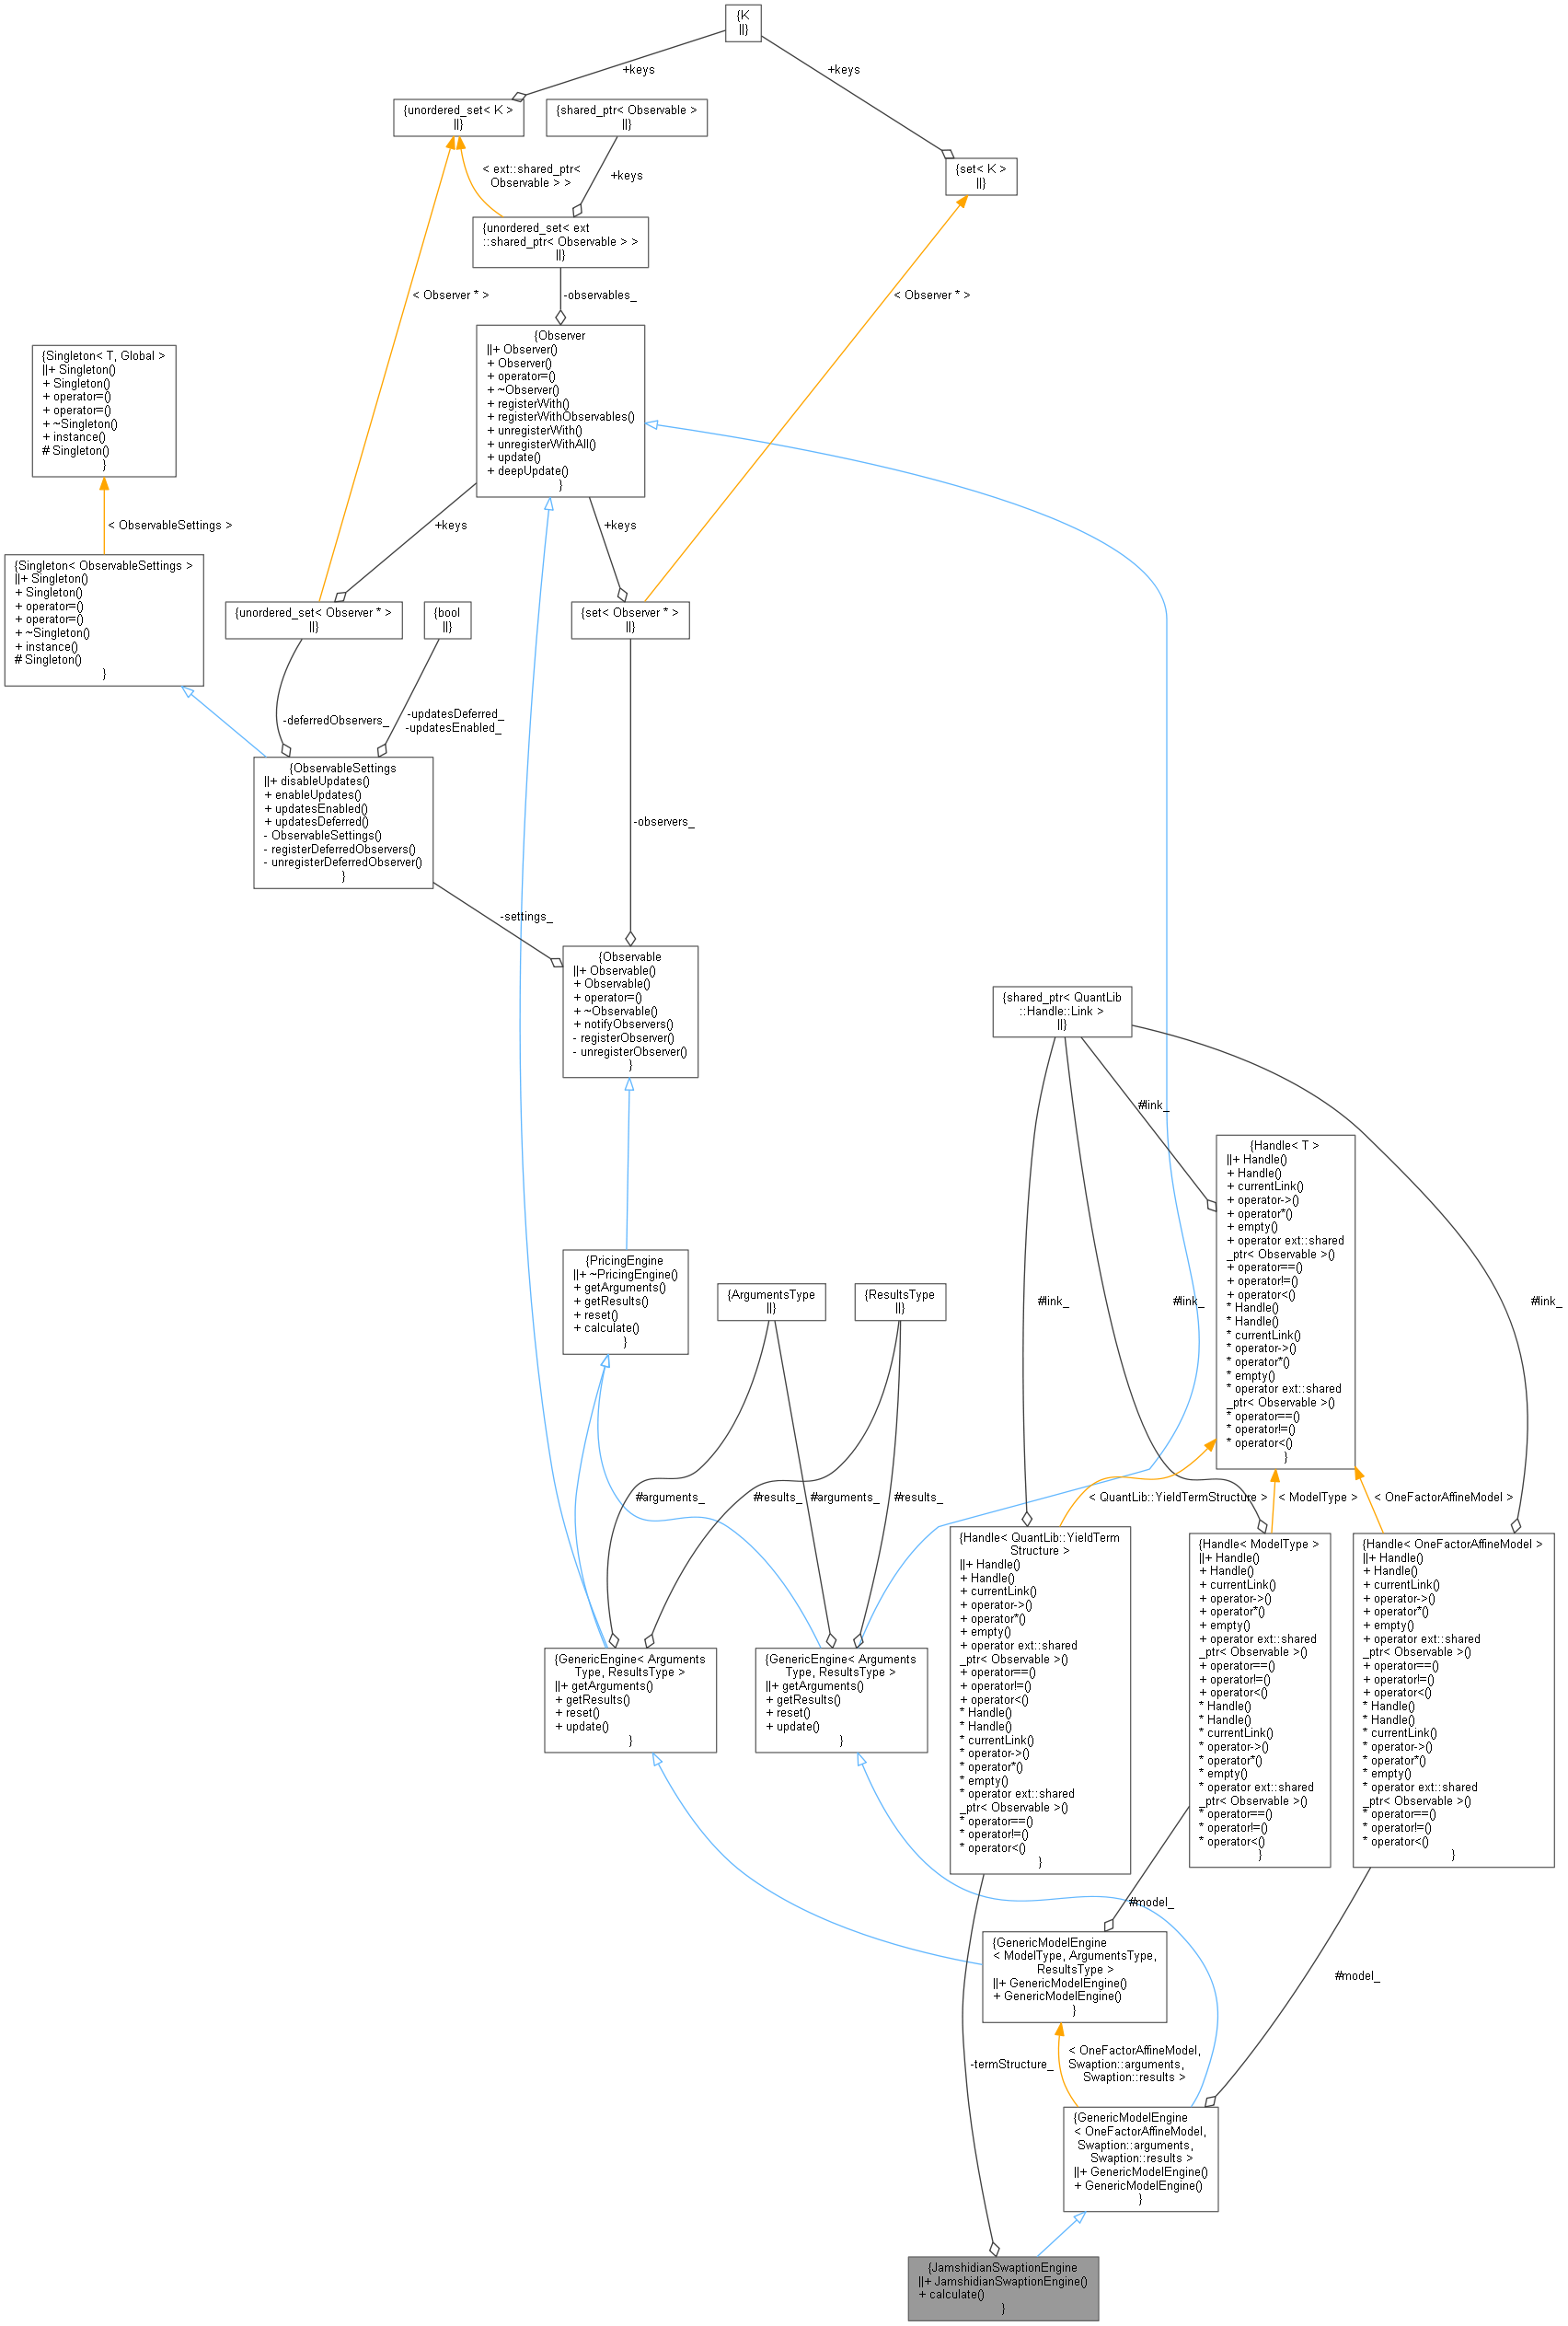 {K
||}
+keys
+keys
{unordered_set< K >
||}
{shared_ptr< Observable >
||}
{set< K >
||}
< ext::shared_ptr<
Observable > >
+keys
{unordered_set< ext
::shared_ptr< Observable > >
||}
< Observer * >
-observables_
< Observer * >
{Observer
||+ Observer()
+ Observer()
+ operator=()
+ ~Observer()
+ registerWith()
+ registerWithObservables()
+ unregisterWith()
+ unregisterWithAll()
+ update()
+ deepUpdate()
}
{Singleton< T, Global >
||+ Singleton()
+ Singleton()
+ operator=()
+ operator=()
+ ~Singleton()
+ instance()
# Singleton()
}
< ObservableSettings >
+keys
+keys
{Singleton< ObservableSettings >
||+ Singleton()
+ Singleton()
+ operator=()
+ operator=()
+ ~Singleton()
+ instance()
# Singleton()
}
{unordered_set< Observer * >
||}
{bool
||}
{set< Observer * >
||}
-deferredObservers_
-updatesDeferred_
-updatesEnabled_
{ObservableSettings
||+ disableUpdates()
+ enableUpdates()
+ updatesEnabled()
+ updatesDeferred()
- ObservableSettings()
- registerDeferredObservers()
- unregisterDeferredObserver()
}
-observers_
-settings_
{Observable
||+ Observable()
+ Observable()
+ operator=()
+ ~Observable()
+ notifyObservers()
- registerObserver()
- unregisterObserver()
}
{shared_ptr< QuantLib
::Handle::Link >
||}
#link_
{Handle< T >
||+ Handle()
+ Handle()
+ currentLink()
+ operator->()
+ operator*()
+ empty()
+ operator ext::shared
_ptr< Observable >()
+ operator==()
+ operator!=()
+ operator<()
* Handle()
* Handle()
* currentLink()
* operator->()
* operator*()
* empty()
* operator ext::shared
_ptr< Observable >()
* operator==()
* operator!=()
* operator<()
}
{PricingEngine
||+ ~PricingEngine()
+ getArguments()
+ getResults()
+ reset()
+ calculate()
}
{ArgumentsType
||}
{ResultsType
||}
#link_
#link_
#link_
#arguments_
#results_
#arguments_
#results_
< QuantLib::YieldTermStructure >
< ModelType >
< OneFactorAffineModel >
{Handle< QuantLib::YieldTerm
Structure >
||+ Handle()
+ Handle()
+ currentLink()
+ operator->()
+ operator*()
+ empty()
+ operator ext::shared
_ptr< Observable >()
+ operator==()
+ operator!=()
+ operator<()
* Handle()
* Handle()
* currentLink()
* operator->()
* operator*()
* empty()
* operator ext::shared
_ptr< Observable >()
* operator==()
* operator!=()
* operator<()
}
{Handle< ModelType >
||+ Handle()
+ Handle()
+ currentLink()
+ operator->()
+ operator*()
+ empty()
+ operator ext::shared
_ptr< Observable >()
+ operator==()
+ operator!=()
+ operator<()
* Handle()
* Handle()
* currentLink()
* operator->()
* operator*()
* empty()
* operator ext::shared
_ptr< Observable >()
* operator==()
* operator!=()
* operator<()
}
{Handle< OneFactorAffineModel >
||+ Handle()
+ Handle()
+ currentLink()
+ operator->()
+ operator*()
+ empty()
+ operator ext::shared
_ptr< Observable >()
+ operator==()
+ operator!=()
+ operator<()
* Handle()
* Handle()
* currentLink()
* operator->()
* operator*()
* empty()
* operator ext::shared
_ptr< Observable >()
* operator==()
* operator!=()
* operator<()
}
{GenericEngine< Arguments
Type, ResultsType >
||+ getArguments()
+ getResults()
+ reset()
+ update()
}
{GenericEngine< Arguments
Type, ResultsType >
||+ getArguments()
+ getResults()
+ reset()
+ update()
}
#model_
{GenericModelEngine
< ModelType, ArgumentsType,
ResultsType >
||+ GenericModelEngine()
+ GenericModelEngine()
}
#model_
-termStructure_
< OneFactorAffineModel,
Swaption::arguments,
Swaption::results >
{GenericModelEngine
< OneFactorAffineModel,
Swaption::arguments,
Swaption::results >
||+ GenericModelEngine()
+ GenericModelEngine()
}
{JamshidianSwaptionEngine
||+ JamshidianSwaptionEngine()
+ calculate()
}